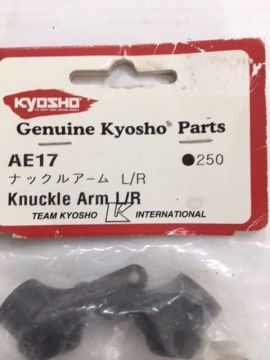 KYOSHO
Genuine Kyosho® Parts
AE17 ●250
ナックルアーム L/R
Knuckle Arm L/R
TEAM KYOSHO K INTERNATIONAL